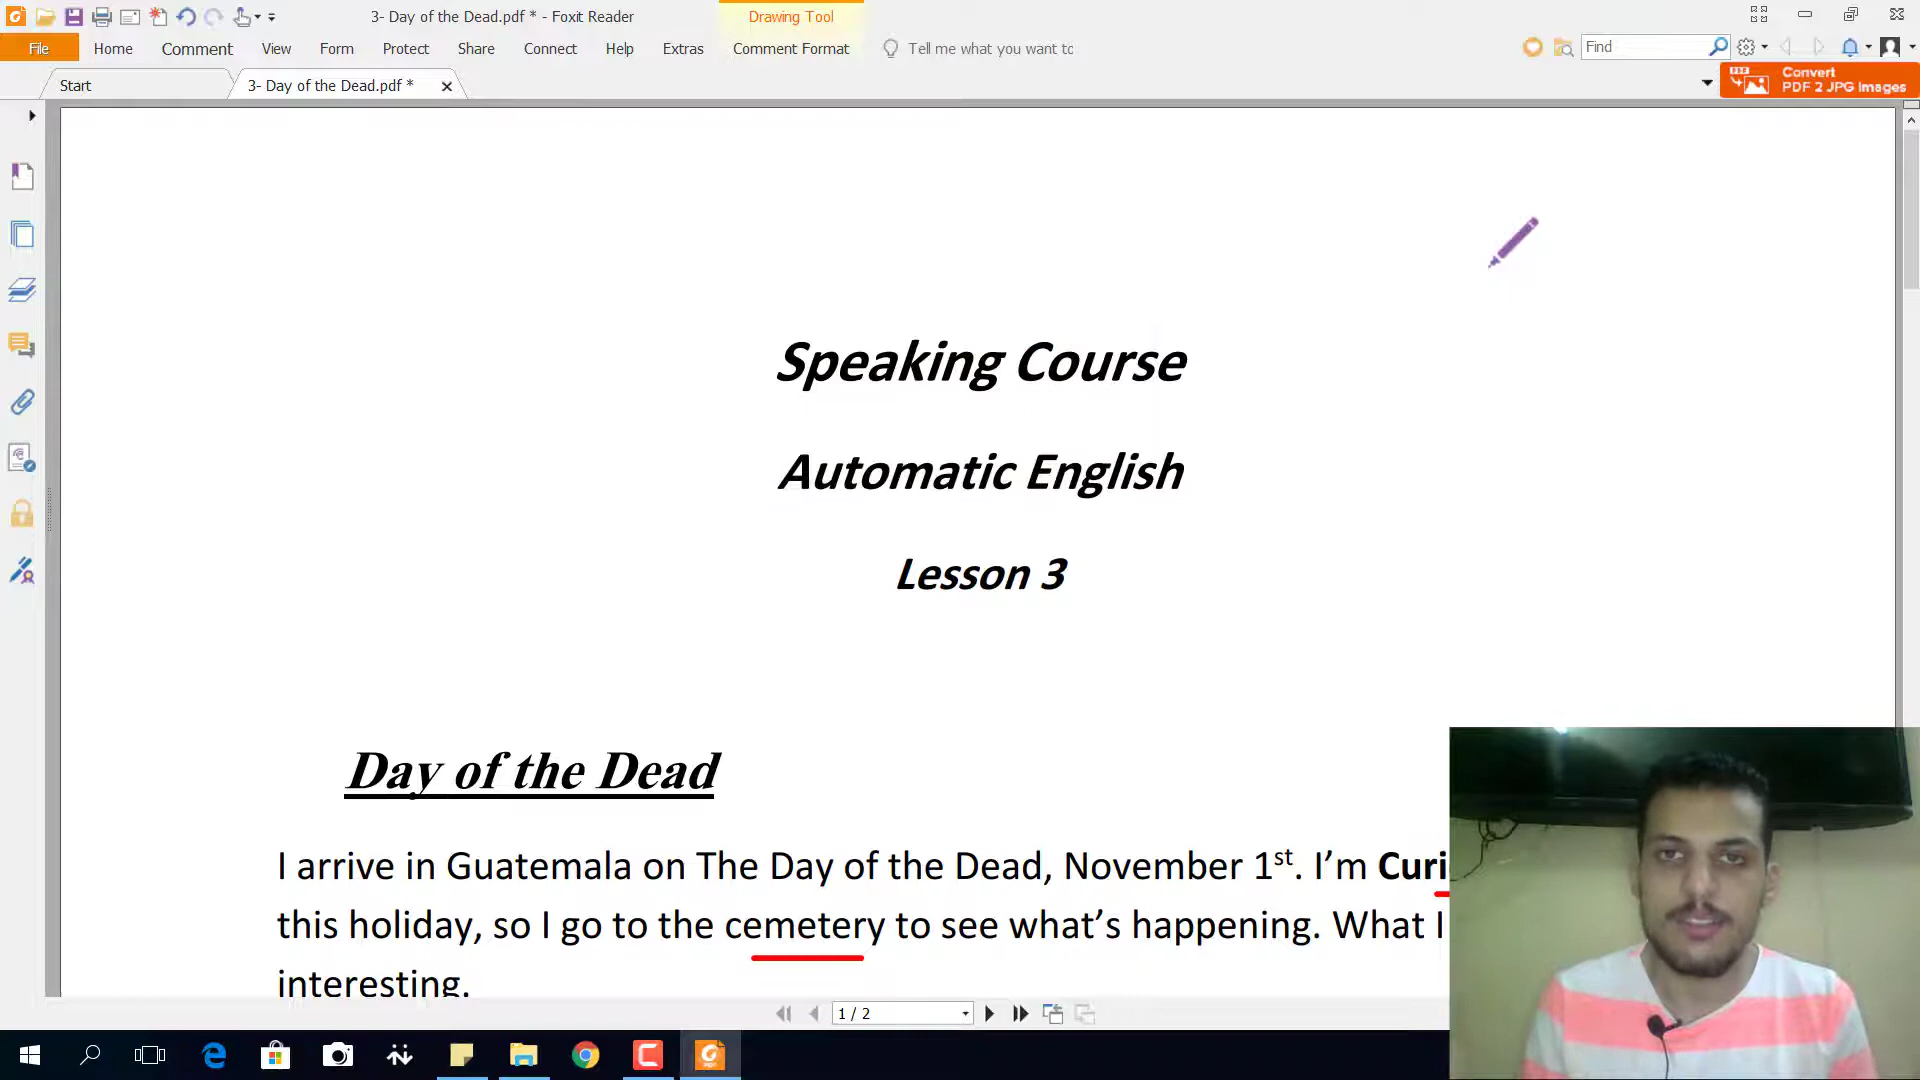 3- Day of the Dead.pdf * - Foxit Reader
Drawing Tool
File
Home
Comment
View
Form
Protect
Share
Connect
Help
Extras
Comment Format
Tell me what you want to
Find
Start
3- Day of the Dead.pdf *
Convert
PDF 2 JPG Images
Speaking Course
Automatic English
Lesson 3
Day of the Dead
I arrive in Guatemala on The Day of the Dead, November 1st. I'm Curi
this holiday, so I go to the cemetery to see what's happening. What I
interesting.
1 / 2